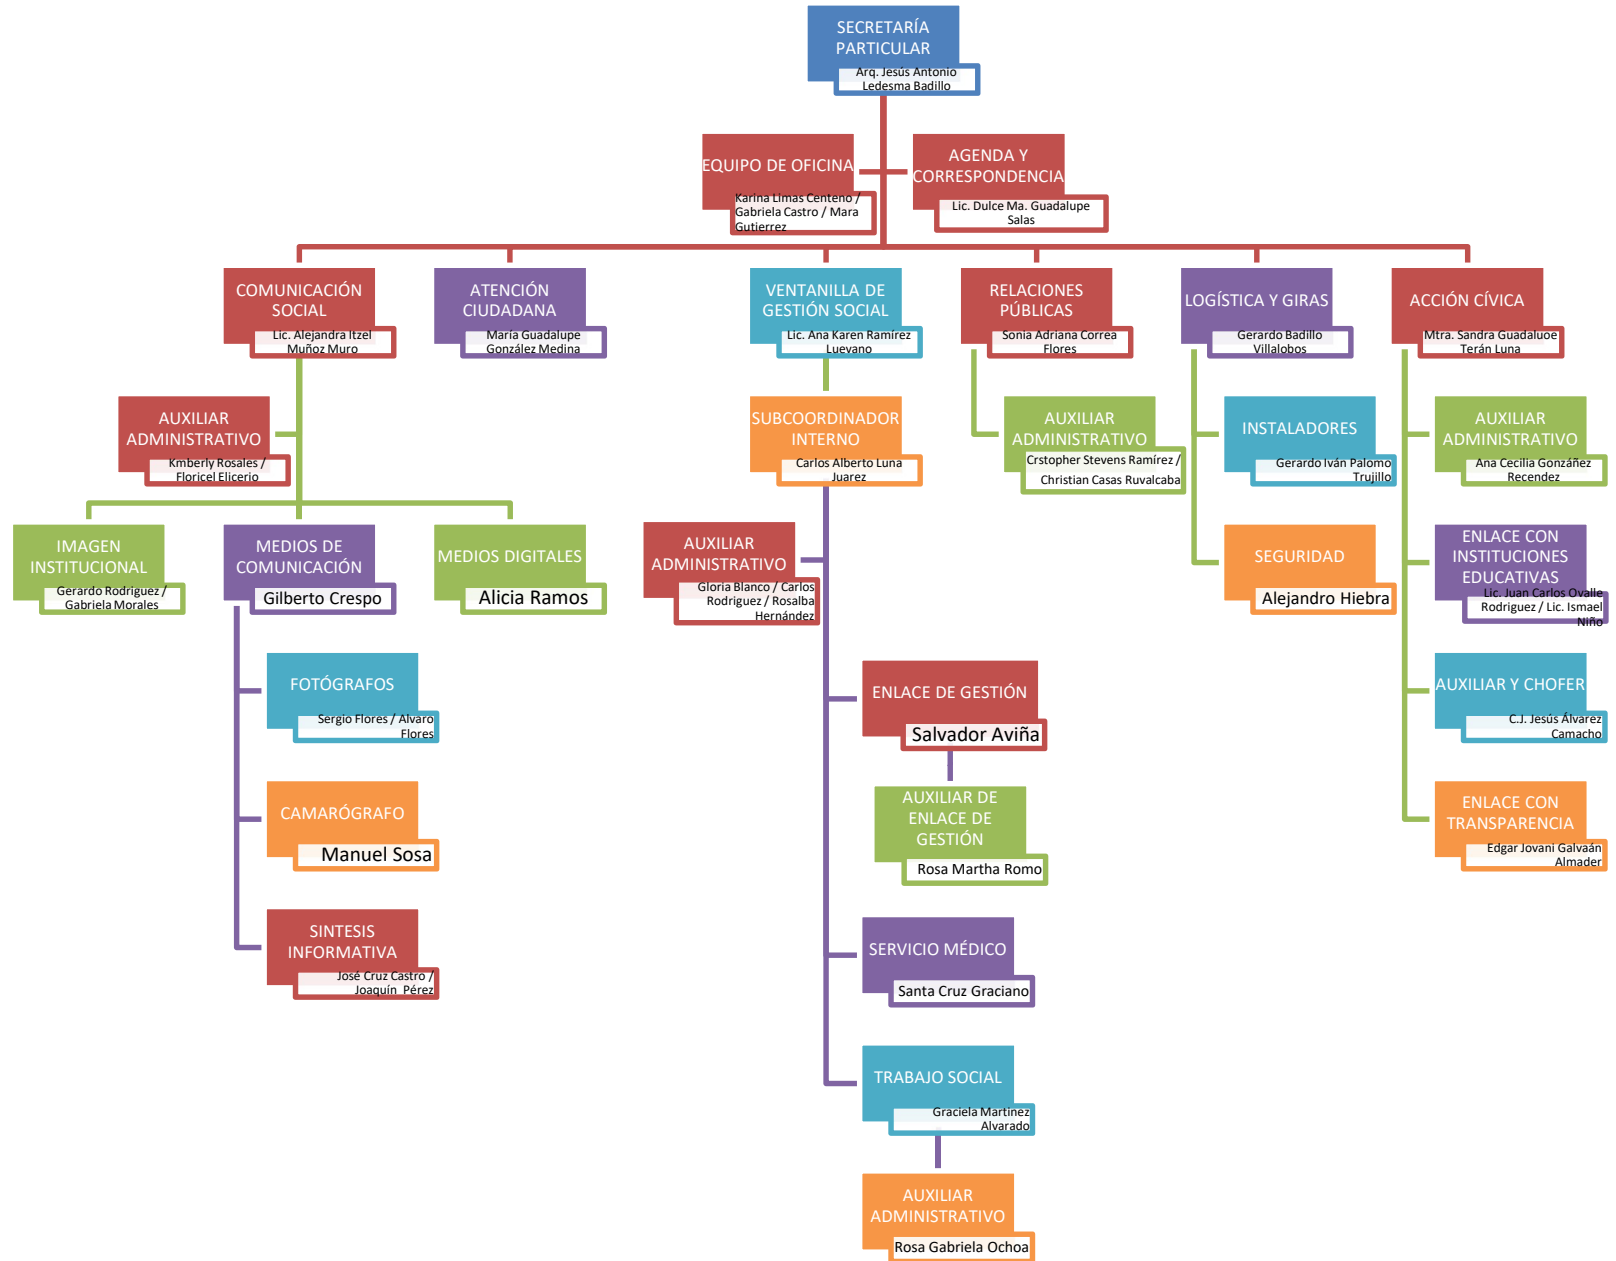 SECRETARÍA
PARTICULAR
Arq. Jesús Antonio
Ledesma Badillo
EQUIPO DE OFICINA
Karina Limas Centeno /
Gabriela Castro / Mara
Gutierrez
AGENDA Y
CORRESPONDENCIA
Lic. Dulce Ma. Guadalupe
Salas
COMUNICACIÓN
SOCIAL
Lic. Alejandra Itzel
Muñoz Muro
ATENCIÓN
CIUDADANA
María Guadalupe
González Medina
VENTANILLA DE
GESTIÓN SOCIAL
Lic. Ana Karen Ramírez
Luevano
RELACIONES
PÚBLICAS
Sonia Adriana Correa
Flores
LOGÍSTICA Y GIRAS
Gerardo Badillo
Villalobos
ACCIÓN CÍVICA
Mtra. Sandra Guadaluoe
Terán Luna
AUXILIAR
ADMINISTRATIVO
Kmberly Rosales /
Floricel Elicerio
SUBCOORDINADOR
INTERNO
Carlos Alberto Luna
Juarez
AUXILIAR
ADMINISTRATIVO
Crstopher Stevens Ramírez /
Christian Casas Ruvalcaba
INSTALADORES
Gerardo Iván Palomo
Trujillo
AUXILIAR
ADMINISTRATIVO
Ana Cecilia Gonzáñez
Recendez
IMAGEN
INSTITUCIONAL
Gerardo Rodriguez /
Gabriela Morales
MEDIOS DE
COMUNICACIÓN
Gilberto Crespo
MEDIOS DIGITALES
Alicia Ramos
AUXILIAR
ADMINISTRATIVO
Gloria Blanco / Carlos
Rodriguez / Rosalba
Hernández
SEGURIDAD
Alejandro Hiebra
ENLACE CON
INSTITUCIONES
EDUCATIVAS
Lic. Juan Carlos Ovalle
Rodriguez / Lic. Ismael
Niño
FOTÓGRAFOS
Sergio Flores / Alvaro
Flores
ENLACE DE GESTIÓN
Salvador Aviña
AUXILIAR Y CHOFER
C.J. Jesús Álvarez
Camacho
CAMARÓGRAFO
Manuel Sosa
AUXILIAR DE
ENLACE DE
GESTIÓN
Rosa Martha Romo
ENLACE CON
TRANSPARENCIA
Edgar Jovani Galvaán
Almader
SINTESIS
INFORMATIVA
José Cruz Castro /
Joaquín  Pérez
SERVICIO MÉDICO
Santa Cruz Graciano
TRABAJO SOCIAL
Graciela Martinez
Alvarado
AUXILIAR
ADMINISTRATIVO
Rosa Gabriela Ochoa